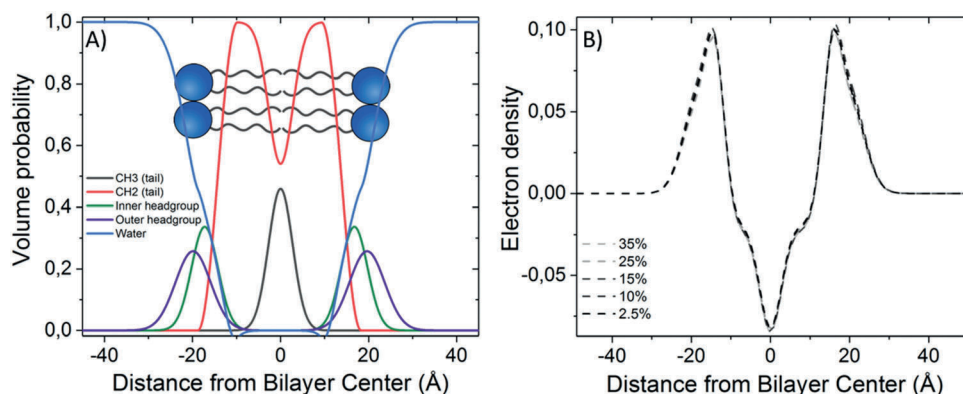 A)
Volume probability
1,0
0,8
0,6
0,4
0,2
0,0
CH3 (tail)
CH2 (tail)
Inner headgroup
Outer headgroup
Water
-40 -20 0 20 40
Distance from Bilayer Center (Å)
B)
Electron density
0,10
0,05
0,00
-0,05
35%
25%
15%
10%
2.5%
-40 -20 0 20 40
Distance from Bilayer Center (Å)